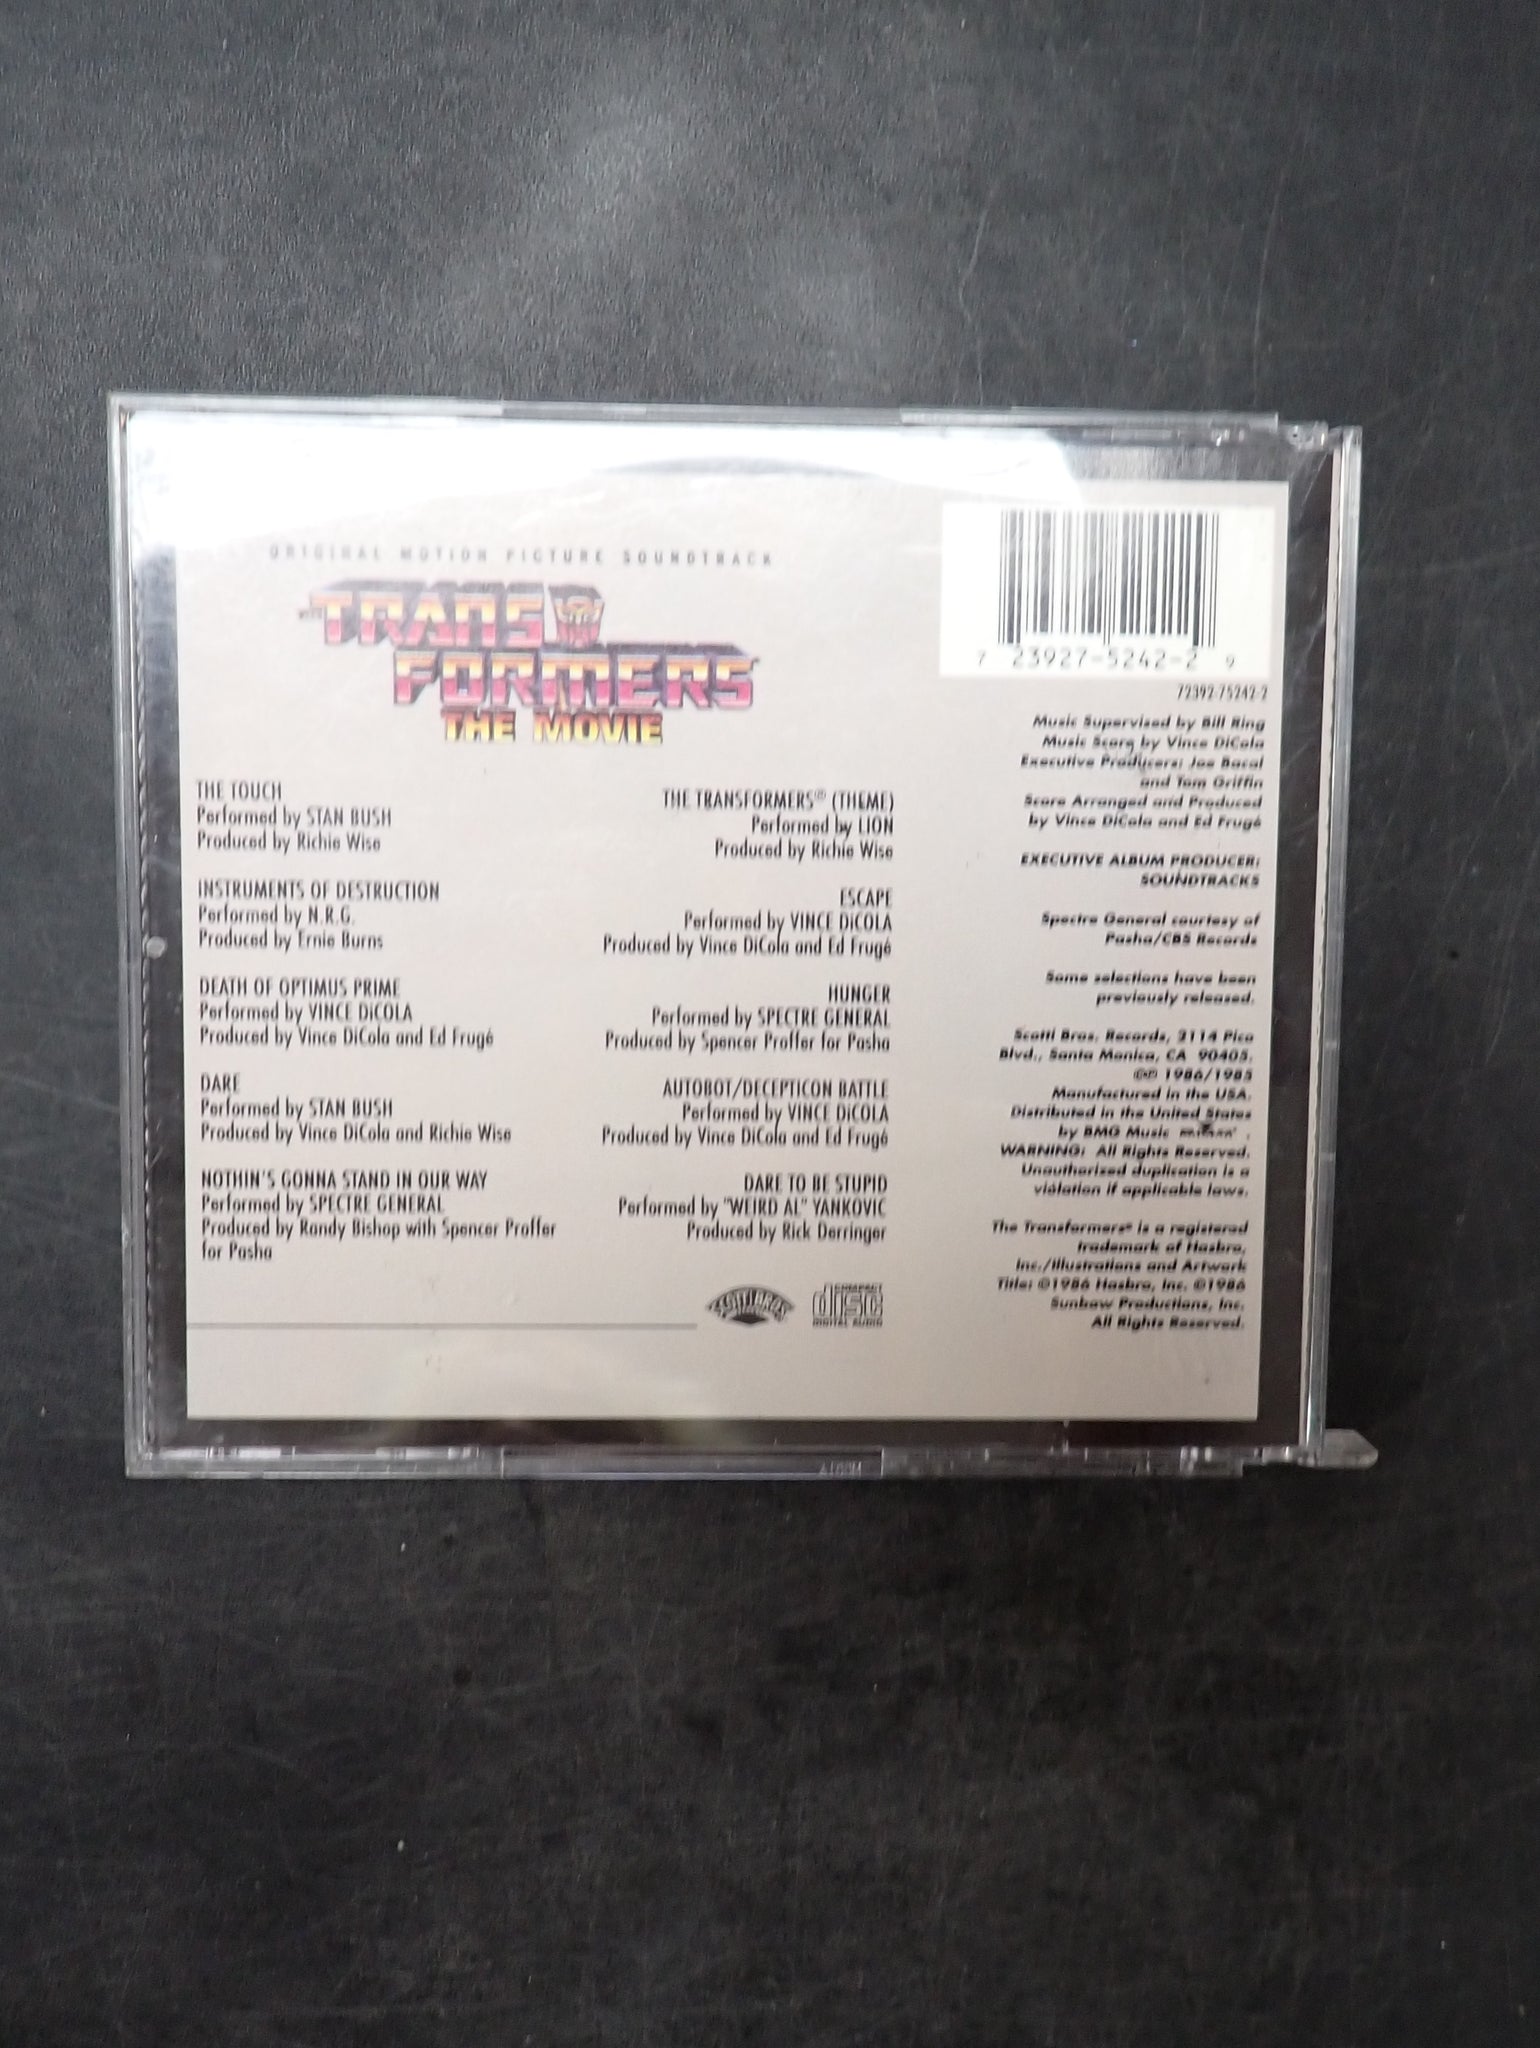 ORIGINAL MOTION PICTURE SOUNDTRACK
THE
TRANS
FORMERS™
THE MOVIE
THE TOUCH
Performed by STAN BUSH
Produced by Richie Wise
INSTRUMENTS OF DESTRUCTION
Performed by N.R.G.
Produced by Ernie Burns
DEATH OF OPTIMUS PRIME
Performed by VINCE DiCOLA
Produced by Vince DiCola and Ed Frugé
DARE
Performed by STAN BUSH
Produced by Vince DiCola and Richie Wise
NOTHIN'S GONNA STAND IN OUR WAY
Performed by SPECTRE GENERAL
Produced by Randy Bishop with Spencer Proffer
for Pasha
THE TRANSFORMERS® (THEME)
Performed by LION
Produced by Richie Wise
ESCAPE
Performed by VINCE DiCOLA
Produced by Vince DiCola and Ed Frugé
HUNGER
Performed by SPECTRE GENERAL
Produced by Spencer Proffer for Pasha
AUTOBOT/DECEPTICON BATTLE
Performed by VINCE DiCOLA
Produced by Vince DiCola and Ed Frugé
DARE TO BE STUPID
Performed by "WEIRD AL" YANKOVIC
Produced by Rick Derringer
SCOTTI BROS.
COMPACT
disc
DIGITAL AUDIO
7 23927-5242-2 9
72392-75242-2
Music Supervised by Bill Ring
Music Score by Vince DiCola
Executive Producers: Joe Bacal
and Tom Griffin
Score Arranged and Produced
by Vince DiCola and Ed Frugé
EXECUTIVE ALBUM PRODUCER:
SOUNDTRACKS
Spectre General courtesy of
Pasha/CBS Records
Some selections have been
previously released.
Scotti Bros. Records, 2114 Pico
Blvd., Santa Monica, CA 90405.
©℗ 1986/1985
Manufactured in the USA.
Distributed in the United States
by BMG Music
WARNING: All Rights Reserved.
Unauthorized duplication is a
violation if applicable laws.
The Transformers® is a registered
trademark of Hasbro,
Inc./Illustrations and Artwork
Title: ©1986 Hasbro, Inc. ©1986
Sunbow Productions, Inc.
All Rights Reserved.